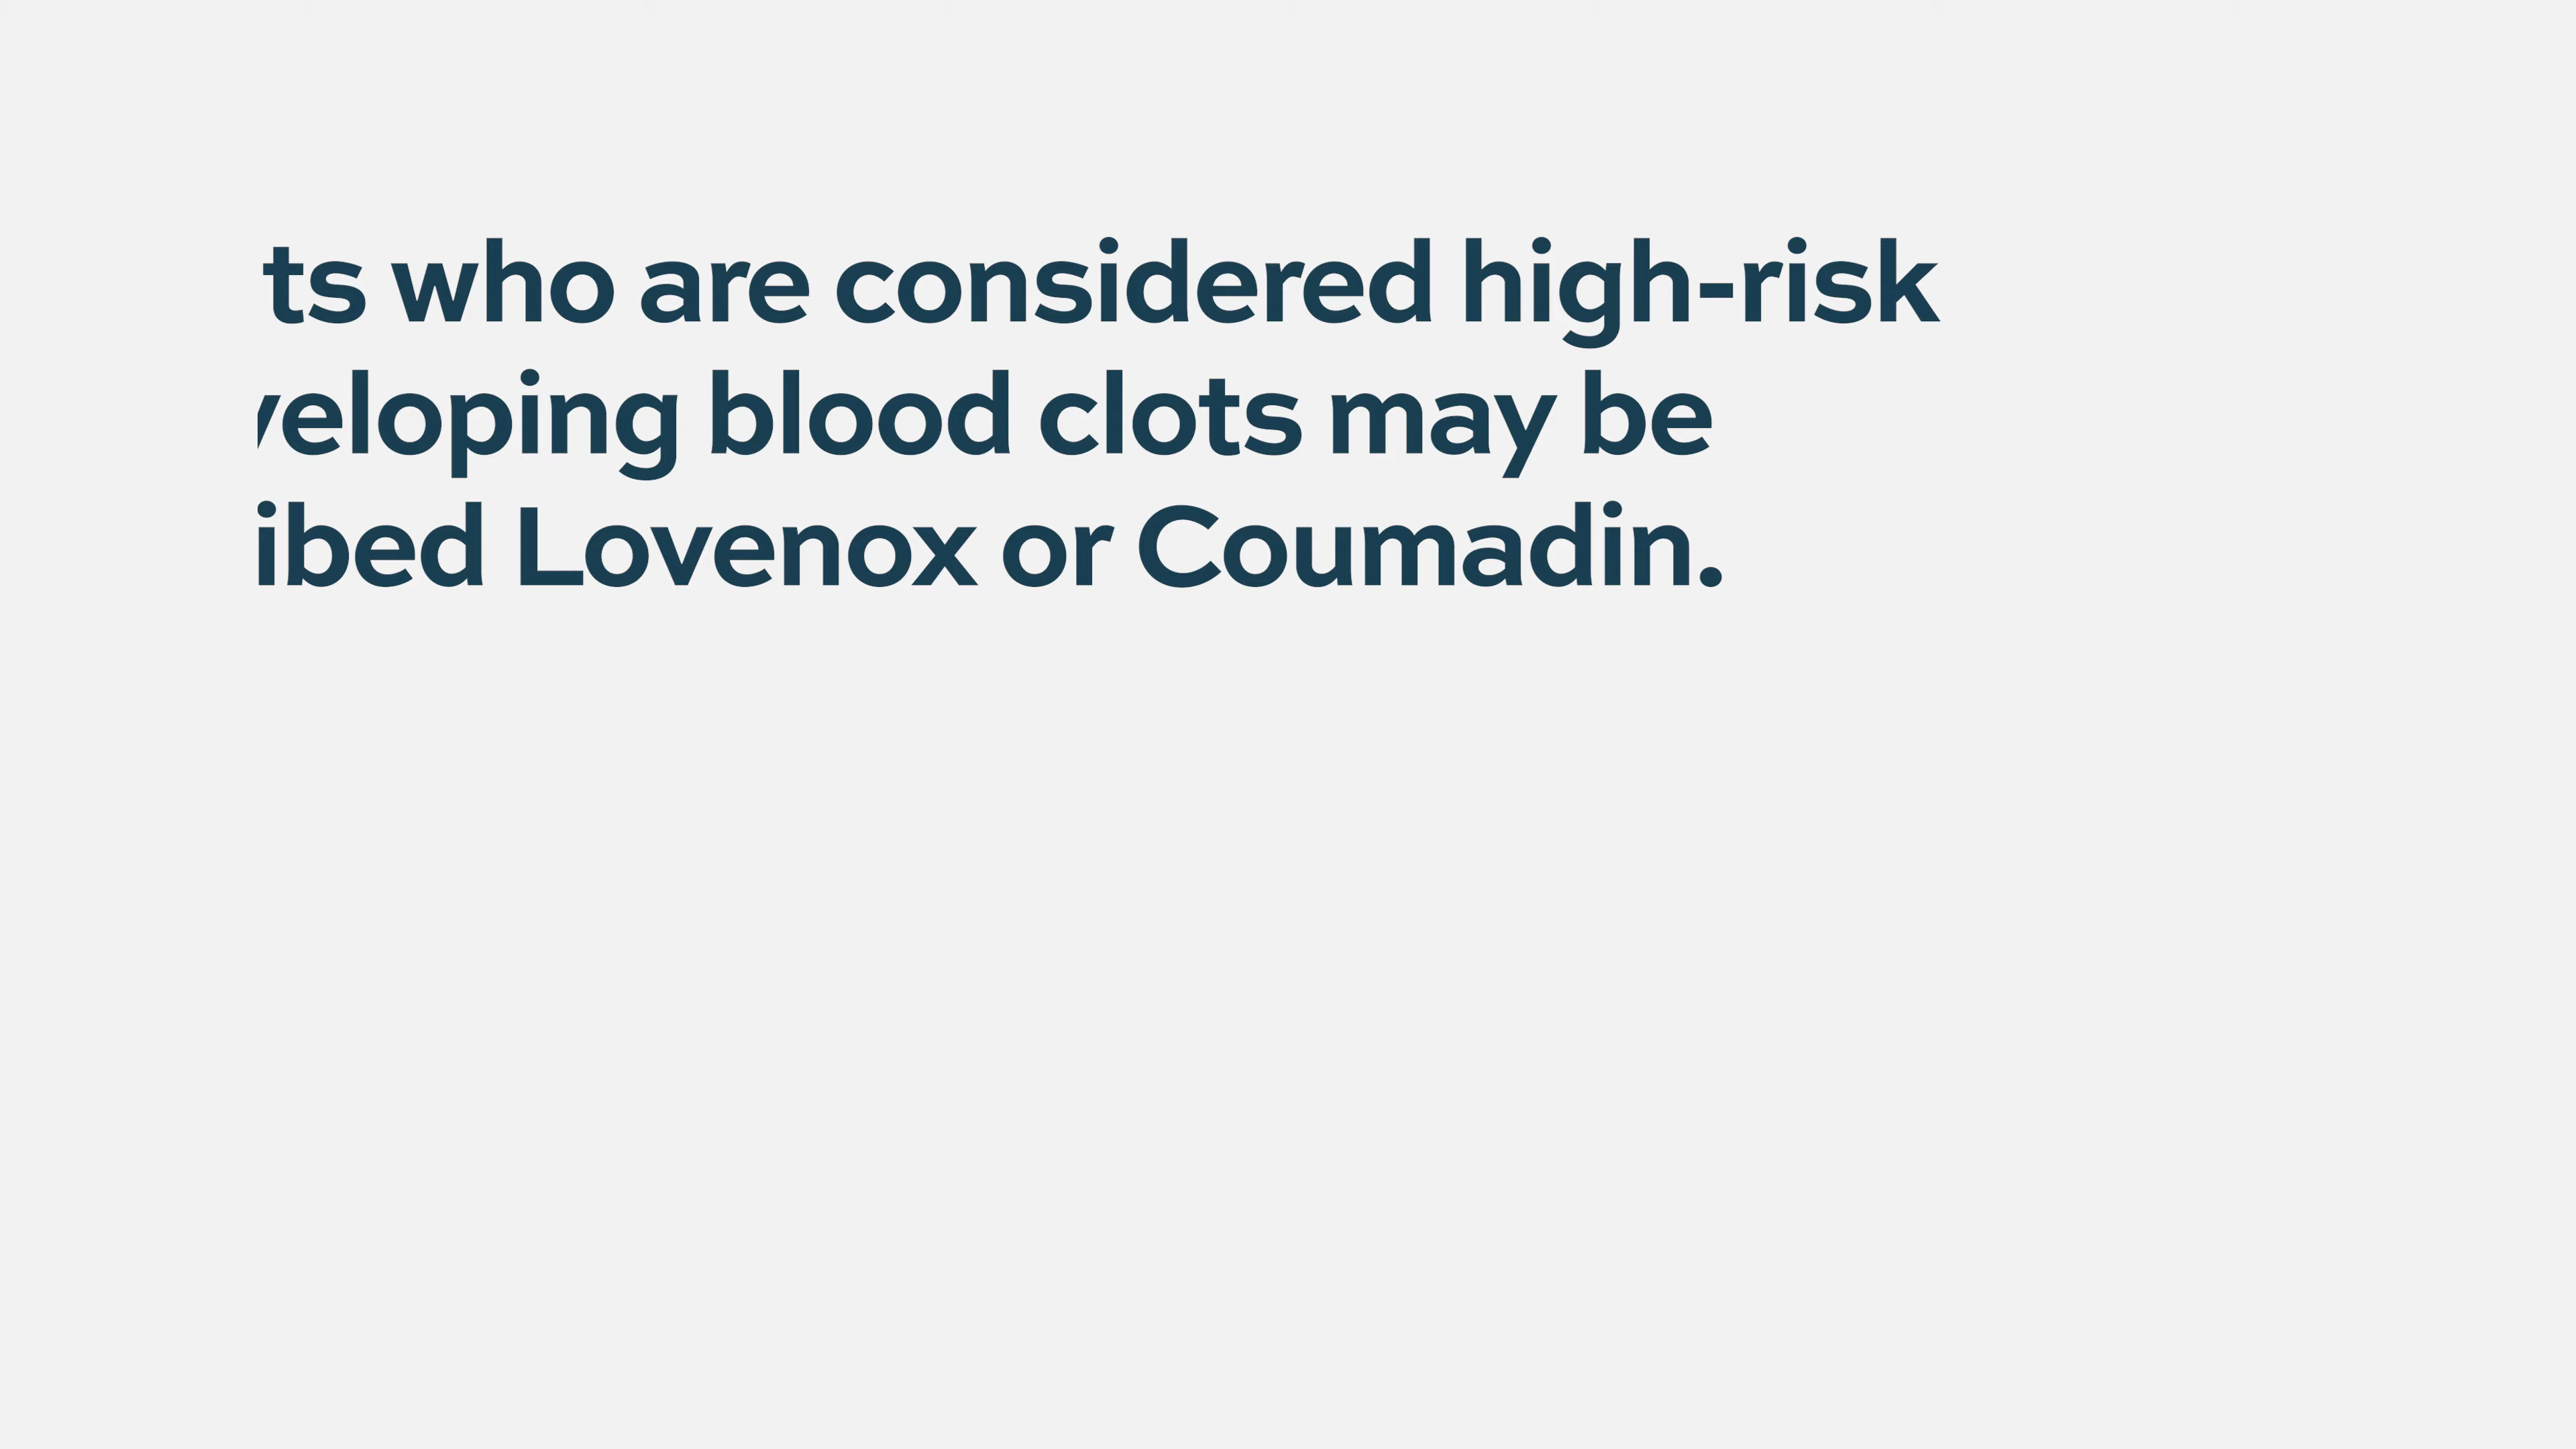 ts who are considered high-risk
veloping blood clots may be
ibed Lovenox or Coumadin.